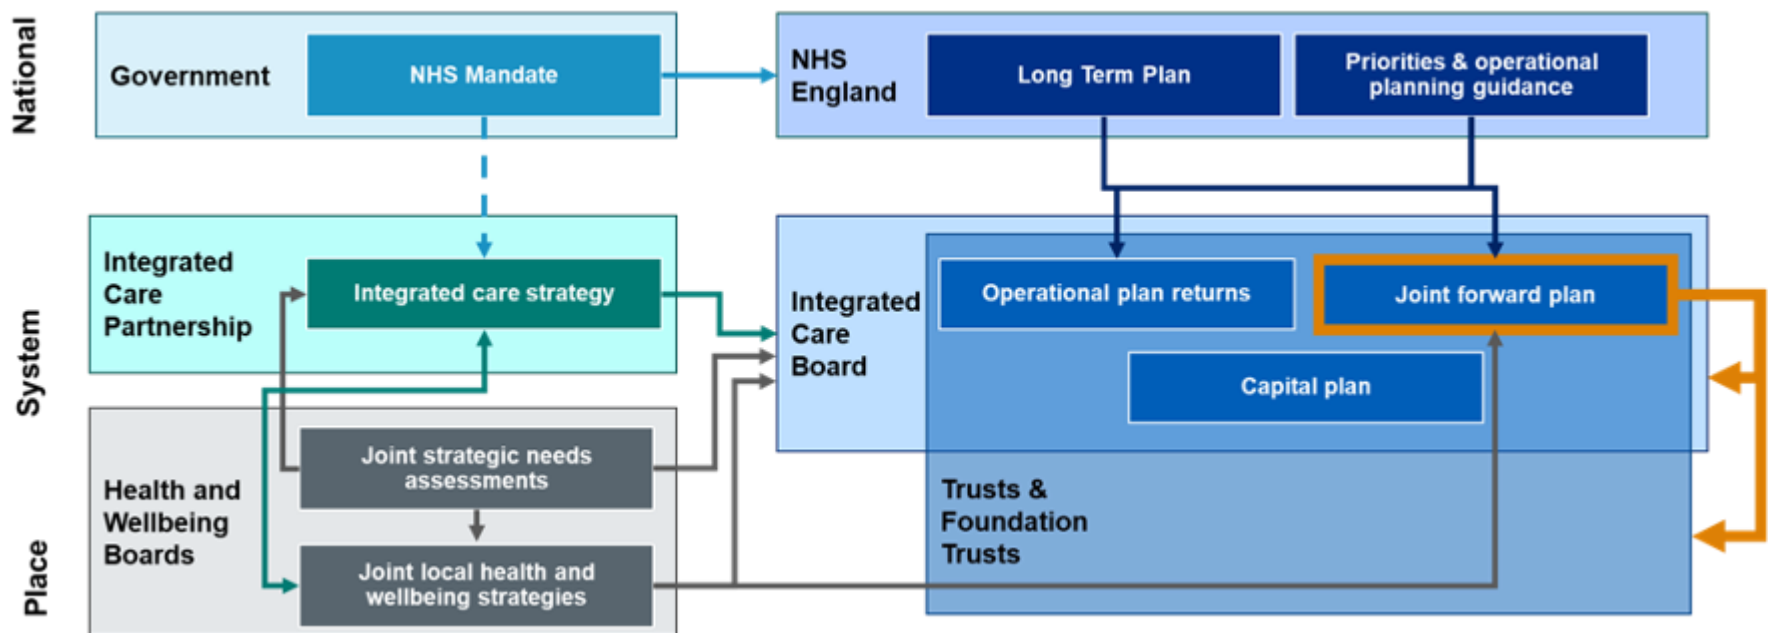 National
Government
NHS Mandate
NHS
England
Long Term Plan
Priorities & operational
planning guidance
System
Integrated
Care
Partnership
Integrated care strategy
Integrated
Care
Board
Operational plan returns
Joint forward plan
Capital plan
Place
Health and
Wellbeing
Boards
Joint strategic needs
assessments
Joint local health and
wellbeing strategies
Trusts &
Foundation
Trusts